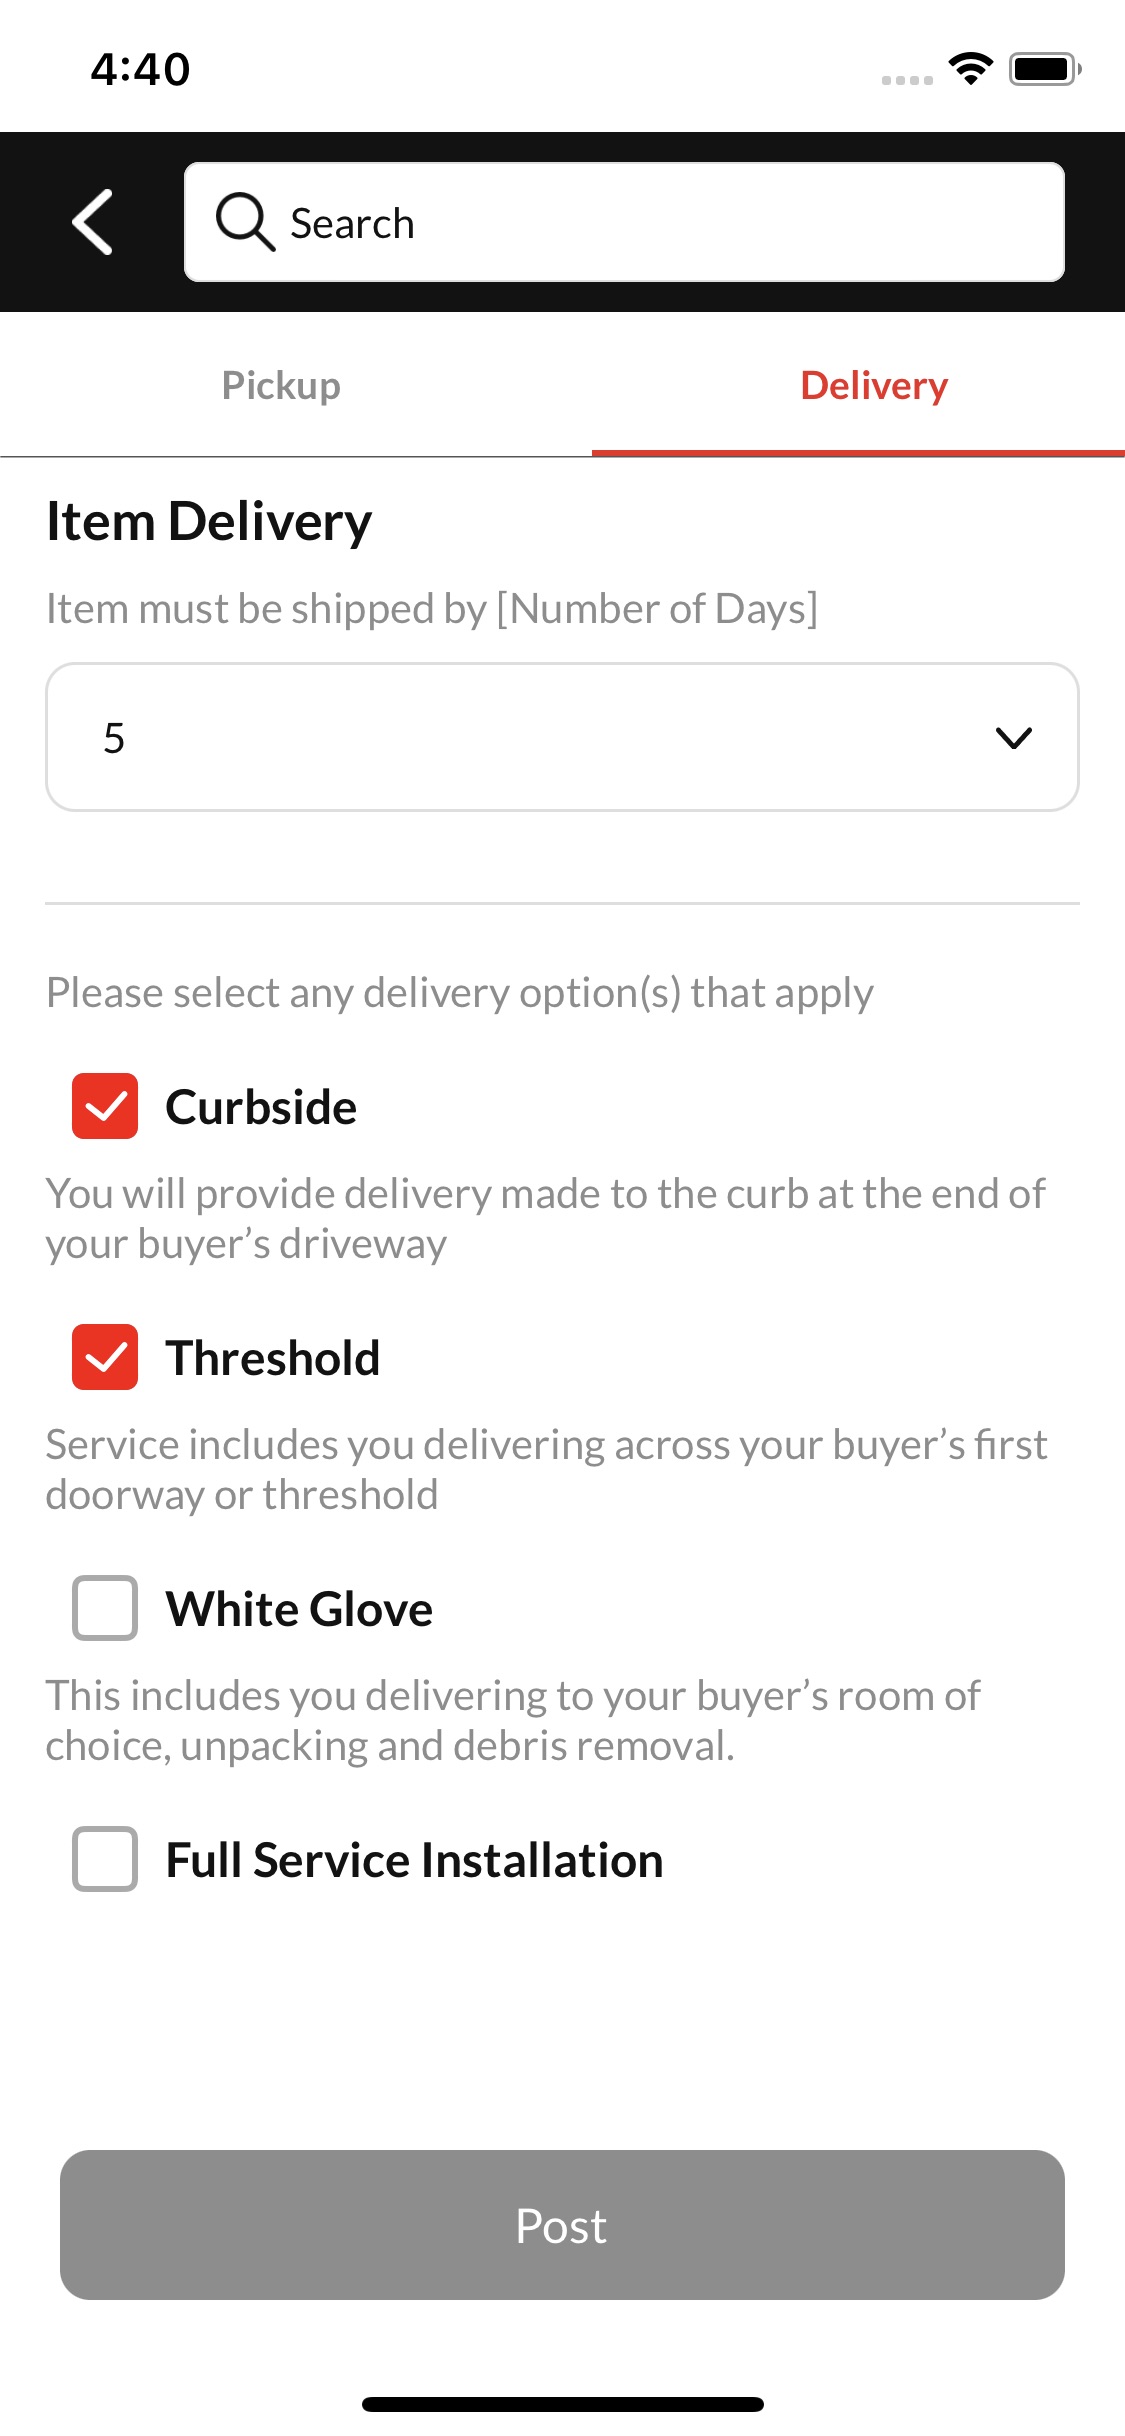 4:40
Search
Pickup
Delivery
Item Delivery
Item must be shipped by [Number of Days]
5
Please select any delivery option(s) that apply
Curbside
You will provide delivery made to the curb at the end of
your buyer’s driveway
Threshold
Service includes you delivering across your buyer’s first
doorway or threshold
White Glove
This includes you delivering to your buyer’s room of
choice, unpacking and debris removal.
Full Service Installation
Post